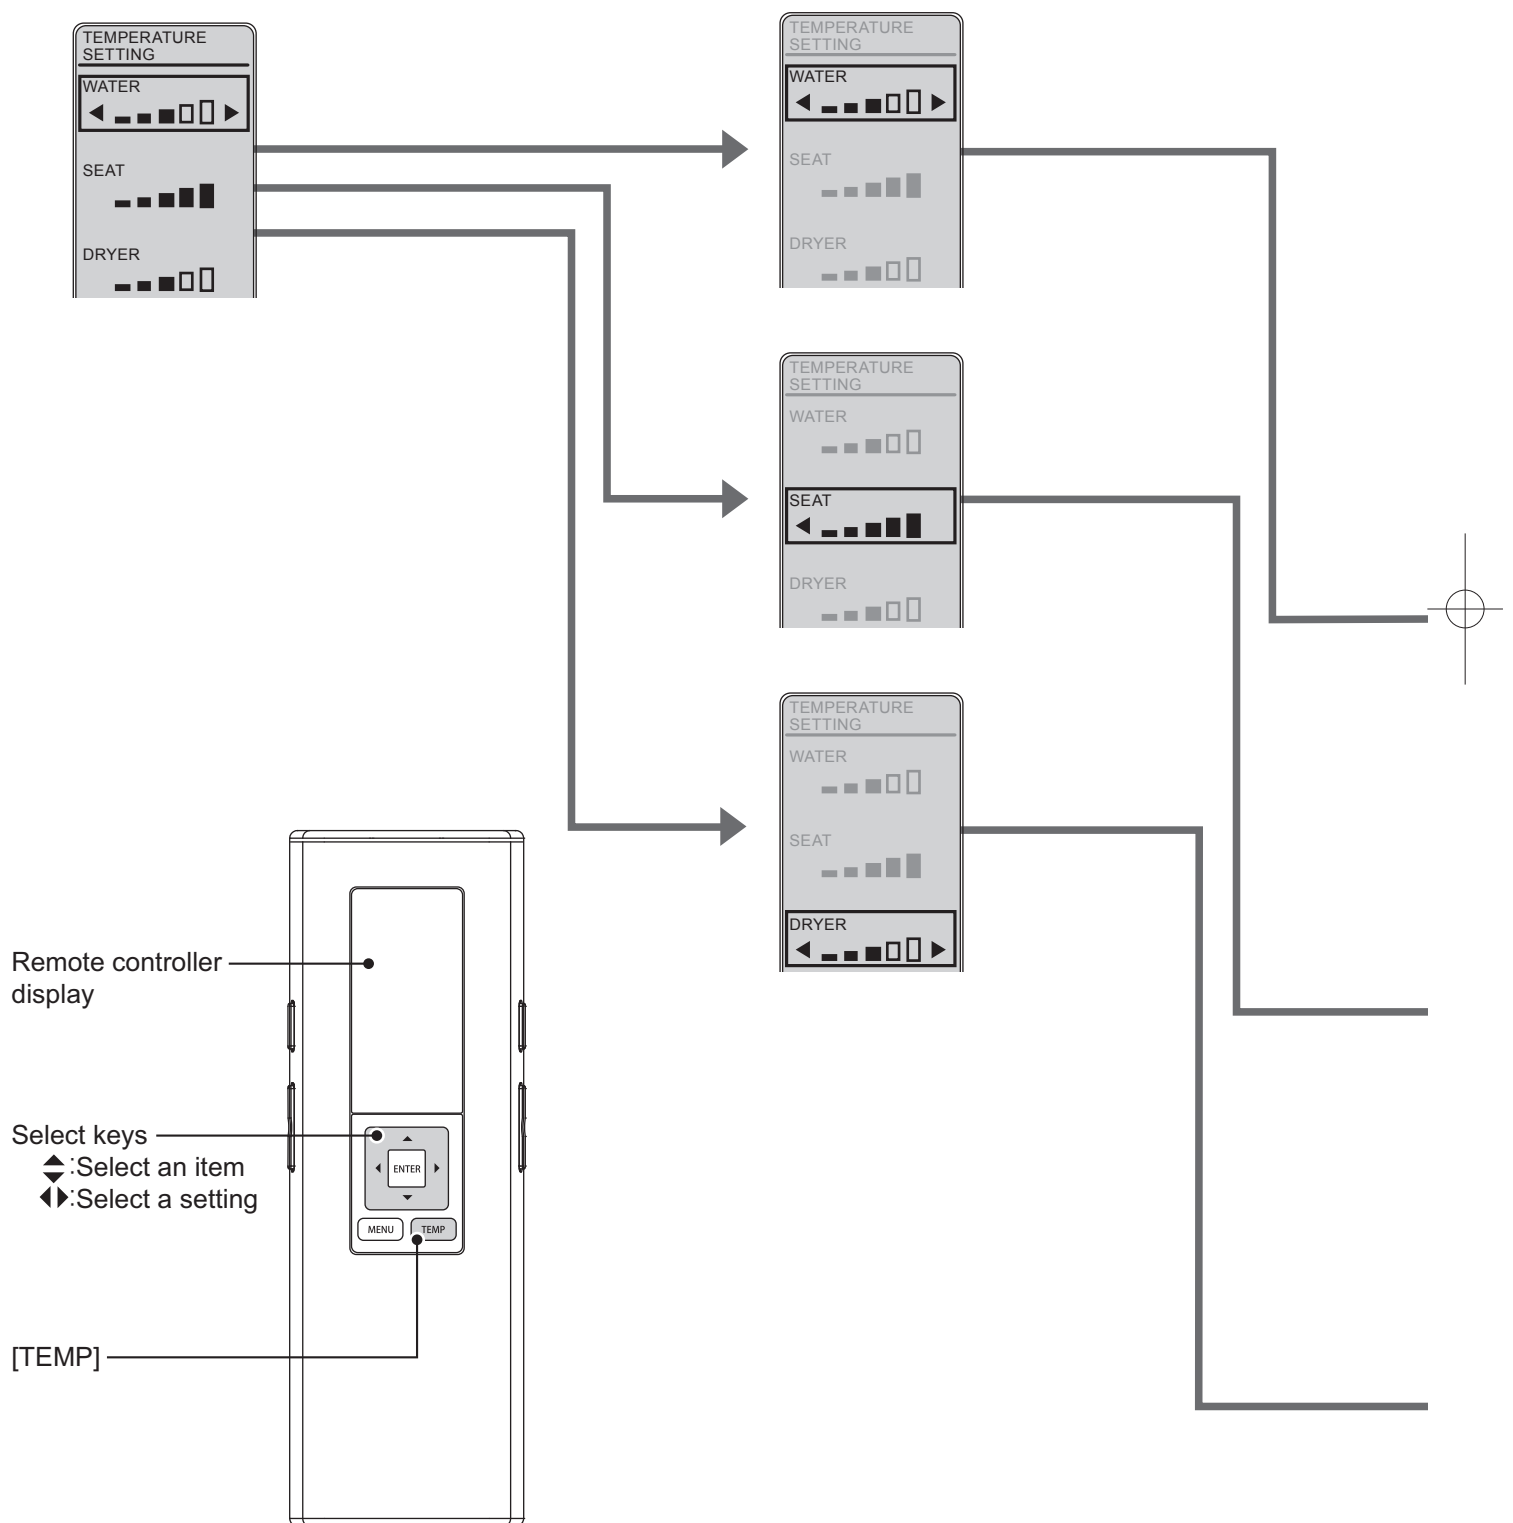 TEMPERATURE
SETTING
WATER
SEAT
DRYER
TEMPERATURE
SETTING
WATER
SEAT
DRYER
TEMPERATURE
SETTING
WATER
SEAT
DRYER
TEMPERATURE
SETTING
WATER
SEAT
DRYER
Remote controller
display
Select keys
:Select an item
:Select a setting
ENTER
MENU
TEMP
[TEMP]